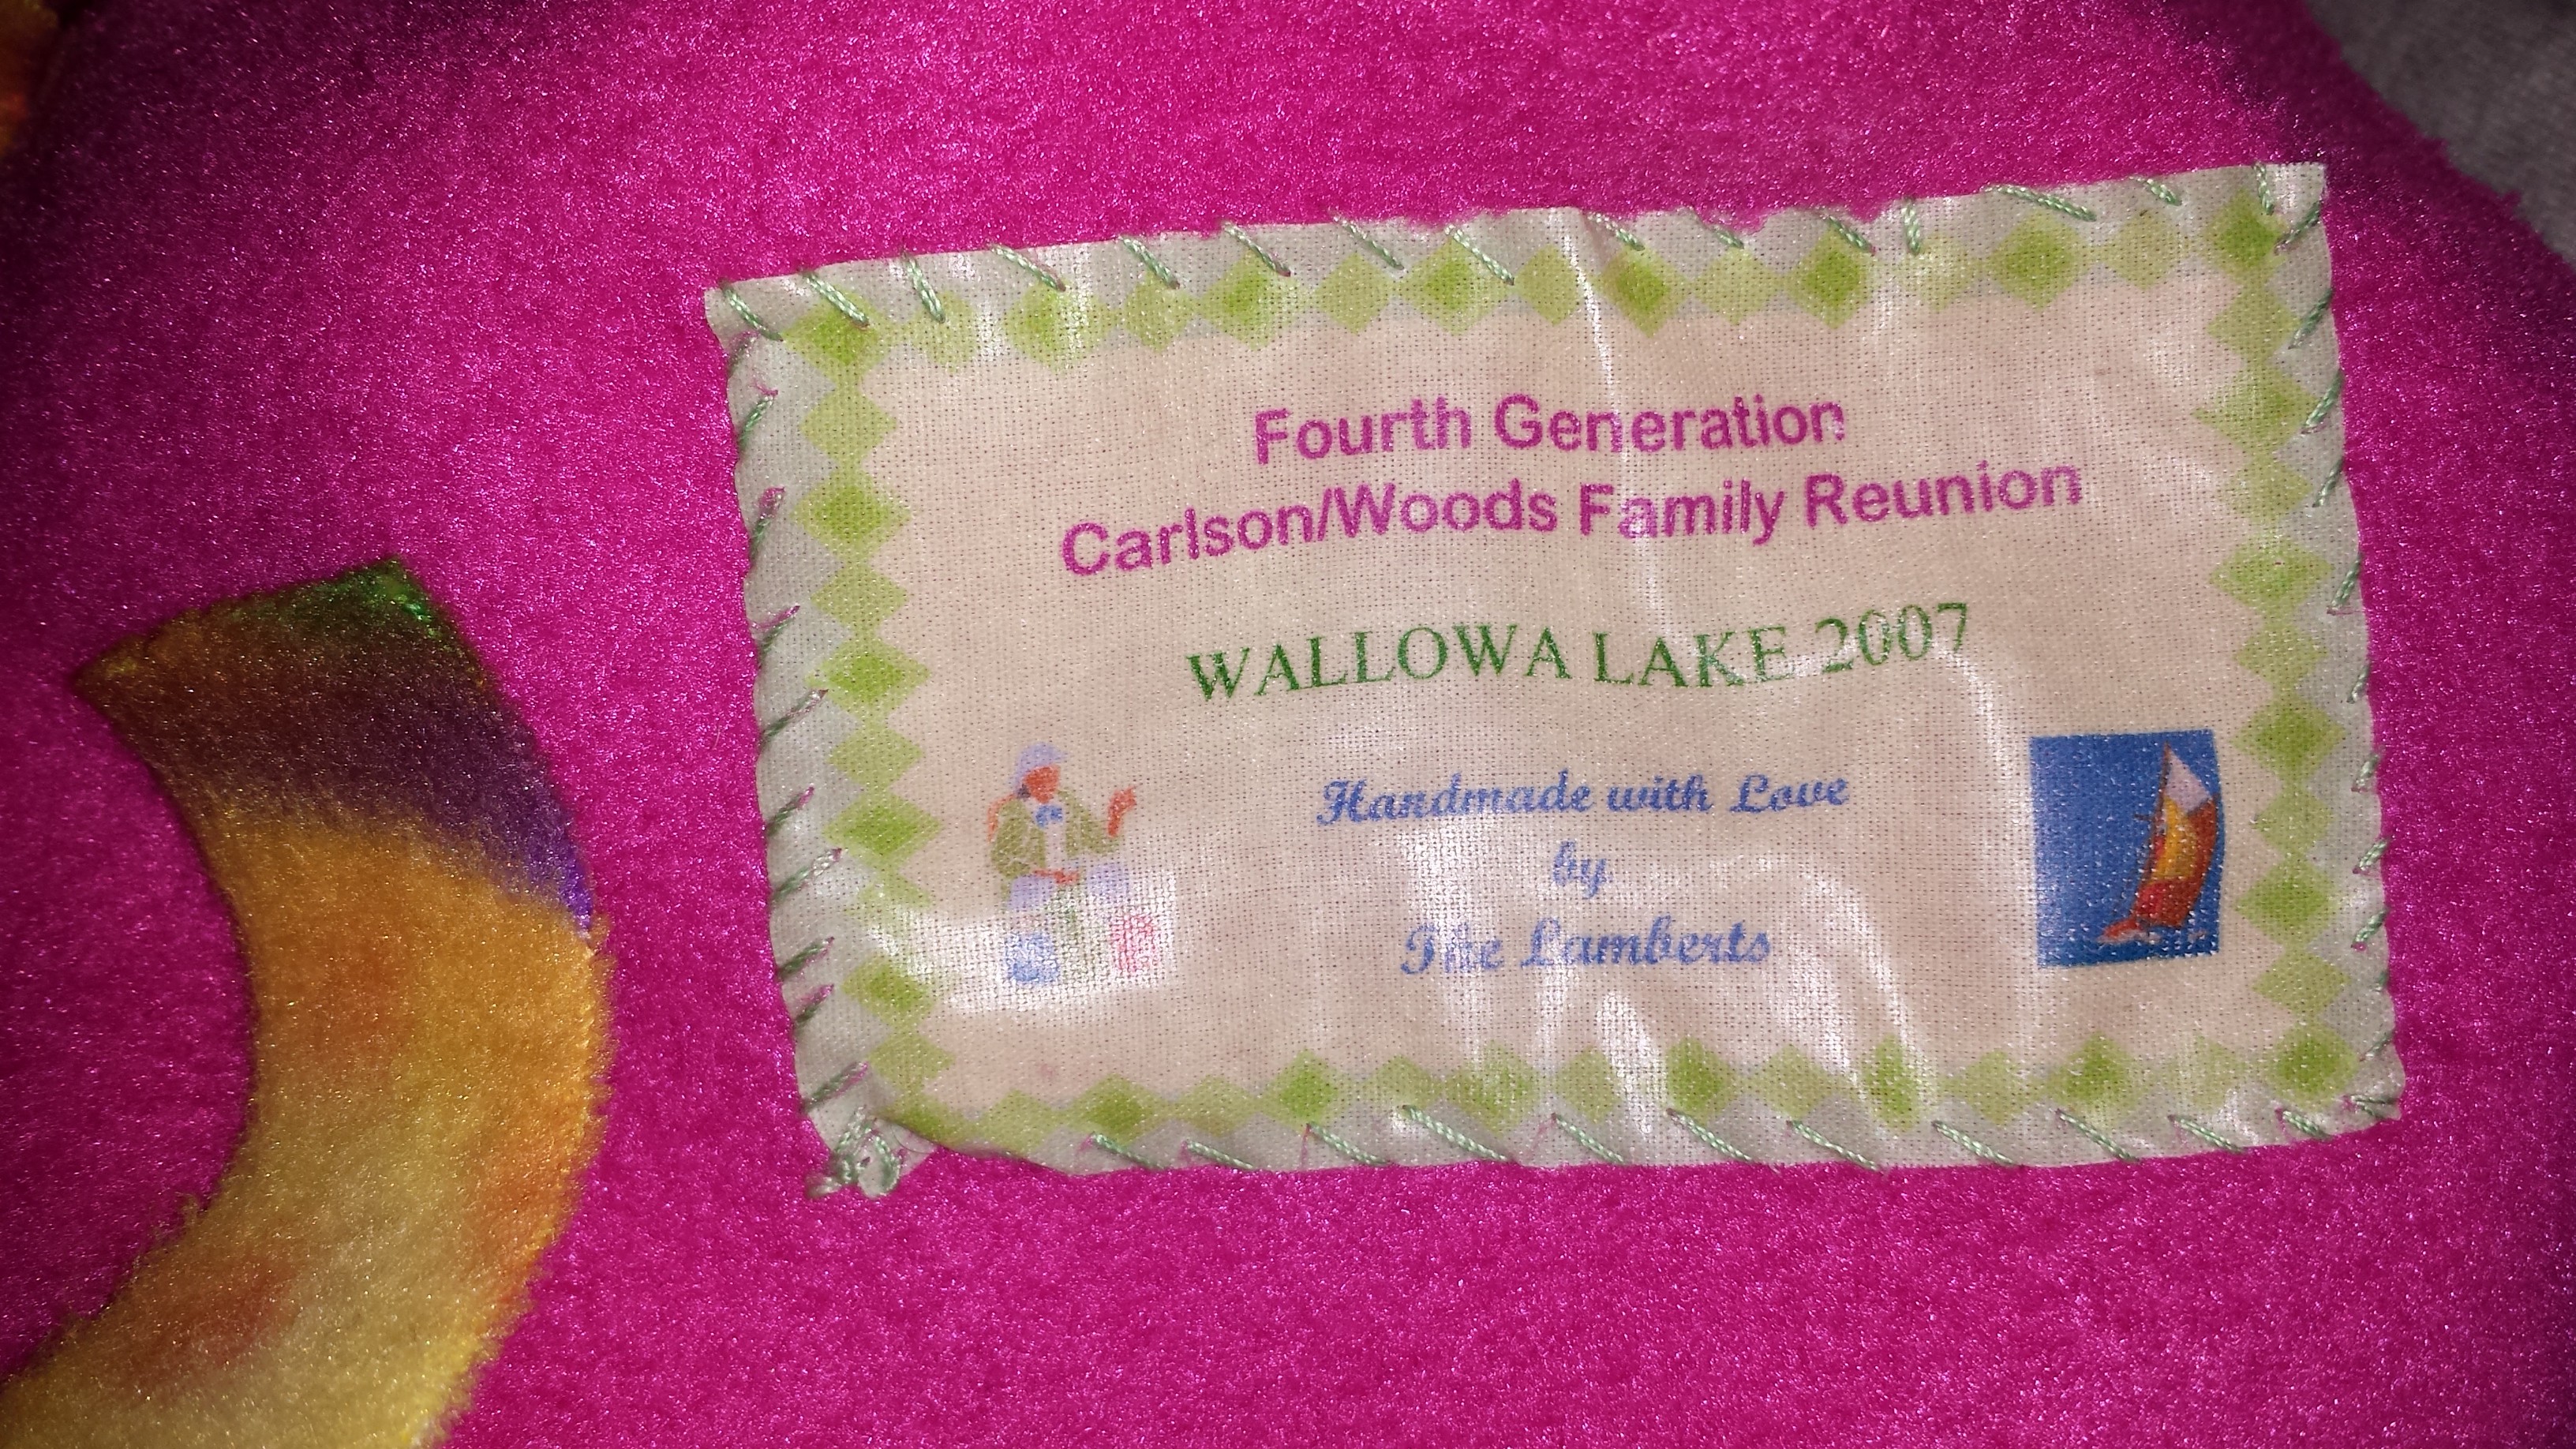 Fourth Generation
Carlson/Woods Family Reunion
WALLOWA LAKE 2007
Handmade with Love
by
The Lamberts